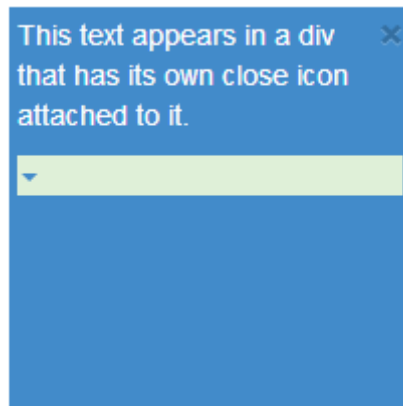 This text appears in a div
that has its own close icon
attached to it.